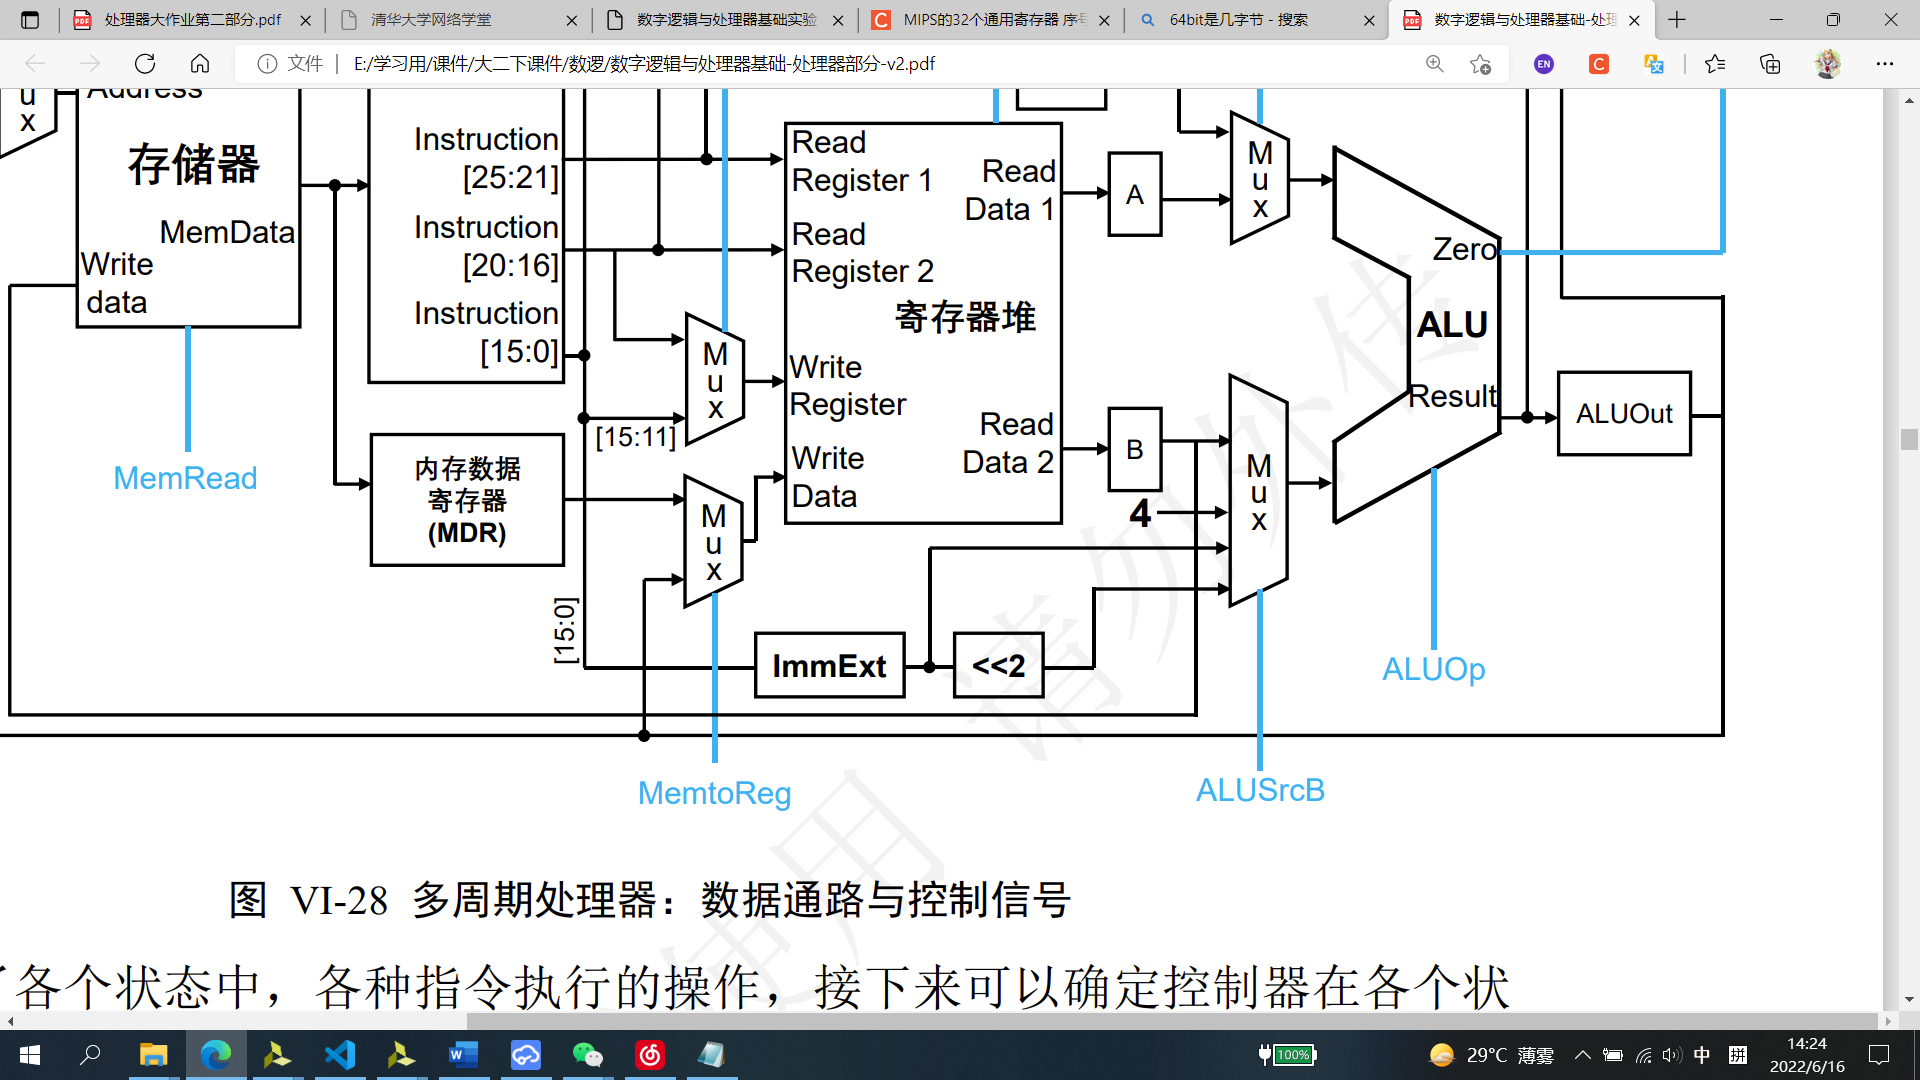 处理器大作业第二部分.pdf
清华大学网络学堂
数字逻辑与处理器基础实验
MIPS的32个通用寄存器 序号
64bit是几字节 - 搜索
数字逻辑与处理器基础-处理
文件
E:/学习用/课件/大二下课件/数逻/数字逻辑与处理器基础-处理器部分-v2.pdf
EN
C
u
x
Address
存储器
MemData
Write
data
MemRead
Instruction
[25:21]
Instruction
[20:16]
Instruction
[15:0]
内存数据
寄存器
(MDR)
[15:11]
[15:0]
M
u
x
M
u
x
MemtoReg
Read
Register 1
Read
Register 2
寄存器堆
Write
Register
Write
Data
Read
Data 1
Read
Data 2
A
B
4
ImmExt
<<2
M
u
x
M
u
x
ALUSrcB
Zero
ALU
Result
ALUOp
ALUOut
使用 请勿外传
图 VI-28 多周期处理器：数据通路与控制信号
各个状态中，各种指令执行的操作，接下来可以确定控制器在各个状
100%
29°C 薄雾
中
拼
14:24
2022/6/16